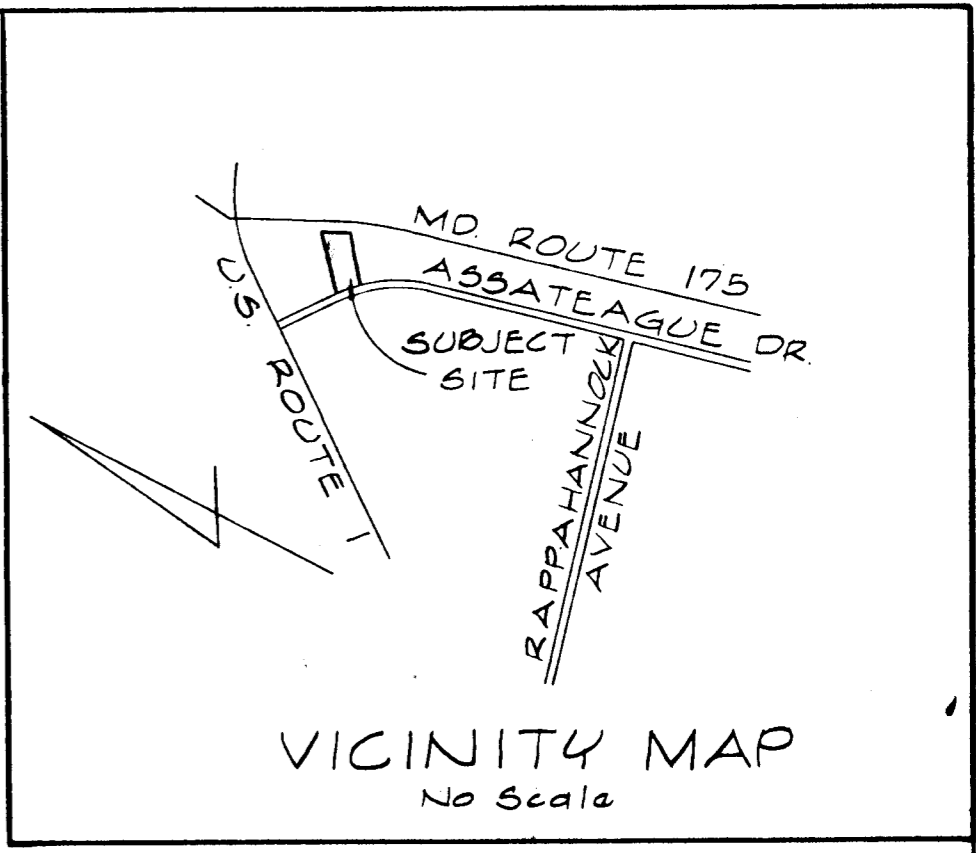 MD. ROUTE 175
ASSATEAGUE DR.
U.S. ROUTE 1
SUBJECT
SITE
RAPPAHANNOCK
AVENUE
VICINITY MAP
No Scale